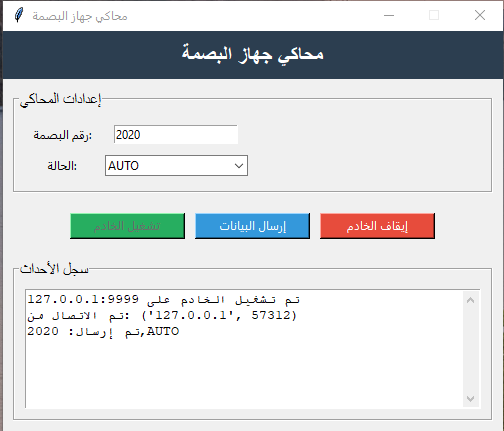 محاكي جهاز البصمة
محاكي جهاز البصمة
إعدادات المحاكي
رقم البصمة: 2020
الحالة: AUTO
تشغيل الخادم إرسال البيانات إيقاف الخادم
سجل الأحداث
تم تشغيل الخادم على 127.0.0.1:9999
تم الاتصال من: ('127.0.0.1', 57312)
تم إرسال: 2020,AUTO